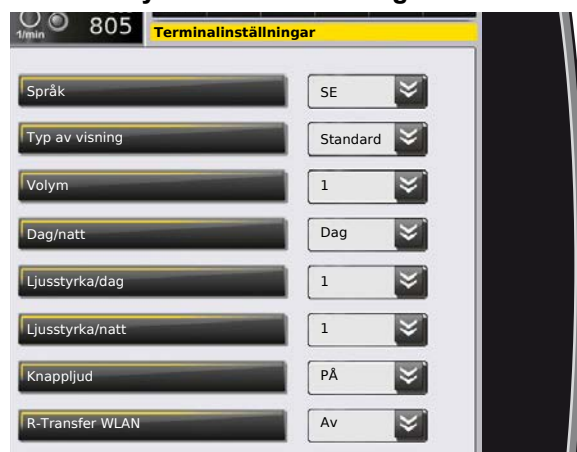 1/min 805 Terminalinställningar
Språk SE
Typ av visning Standard
Volym 1
Dag/natt Dag
Ljusstyrka/dag 1
Ljusstyrka/natt 1
Knappljud PÅ
R-Transfer WLAN Av